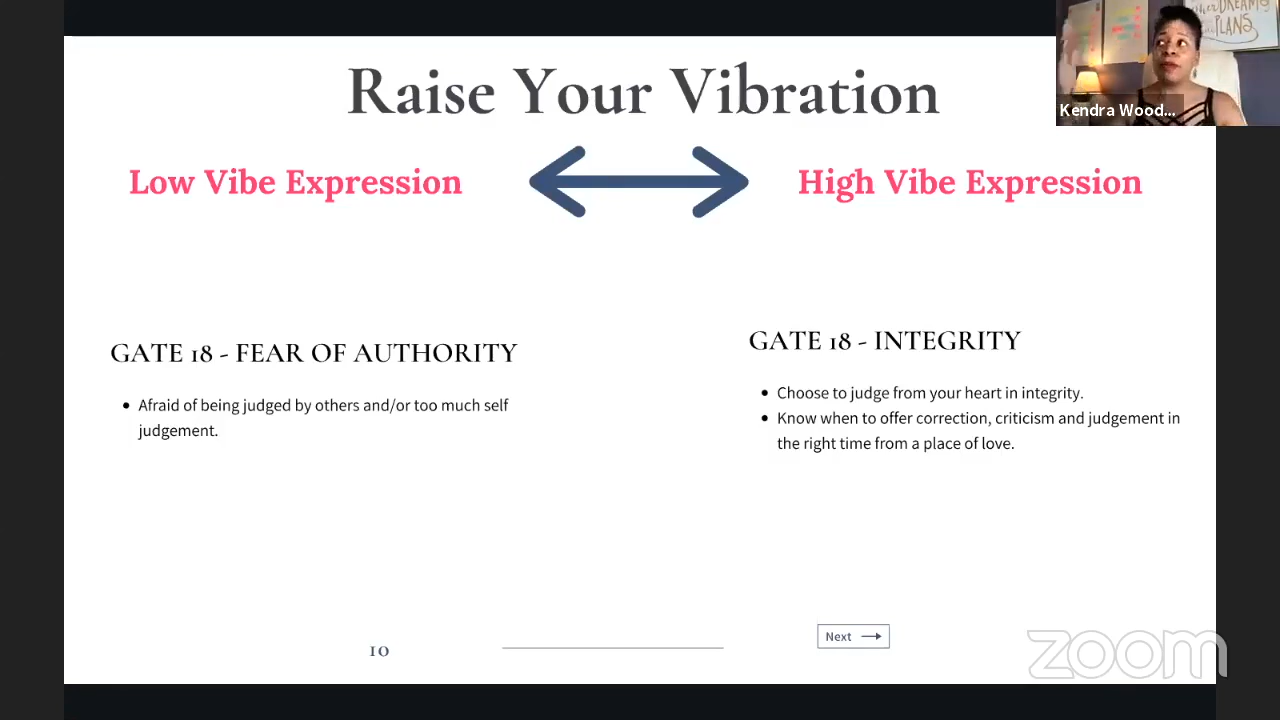 Raise Your Vibration
Low Vibe Expression
High Vibe Expression
GATE 18 - FEAR OF AUTHORITY
Afraid of being judged by others and/or too much self
judgement.
GATE 18 - INTEGRITY
Choose to judge from your heart in integrity.
Know when to offer correction, criticism and judgement in
the right time from a place of love.
10
Next
zoom
Kendra Wood...
DREAM
PLANS